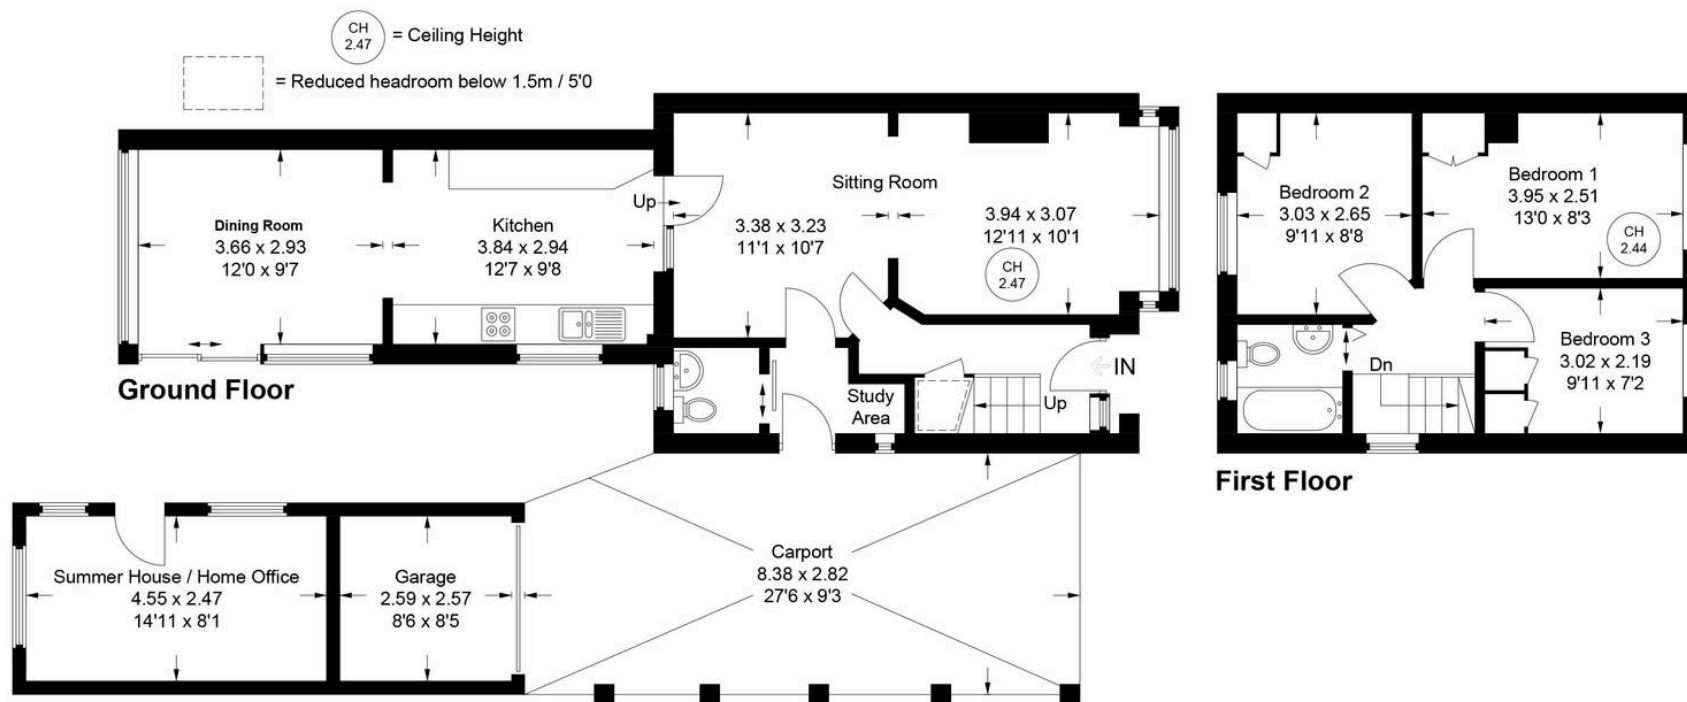 CH
2.47
= Ceiling Height
= Reduced headroom below 1.5m / 5'0
Dining Room
3.66 x 2.93
12'0 x 9'7
Kitchen
3.84 x 2.94
12'7 x 9'8
Up
Sitting Room
3.38 x 3.23
11'1 x 10'7
3.94 x 3.07
12'11 x 10'1
CH
2.47
IN
Up
Study
Area
Ground Floor
Bedroom 2
3.03 x 2.65
9'11 x 8'8
Bedroom 1
3.95 x 2.51
13'0 x 8'3
CH
2.44
Bedroom 3
3.02 x 2.19
9'11 x 7'2
Dn
First Floor
Summer House / Home Office
4.55 x 2.47
14'11 x 8'1
Garage
2.59 x 2.57
8'6 x 8'5
Carport
8.38 x 2.82
27'6 x 9'3